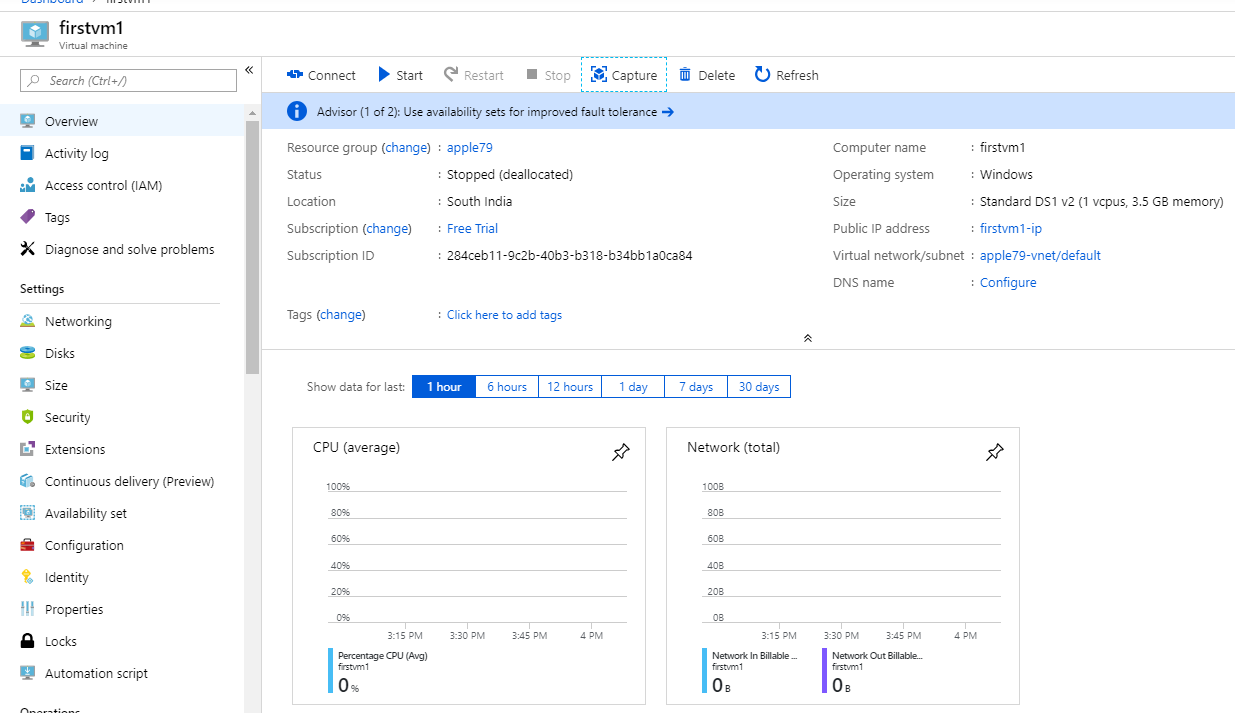 Dashboard > firstvm1
firstvm1
Virtual machine
Search (Ctrl+/)
«
Overview
Activity log
Access control (IAM)
Tags
Diagnose and solve problems
Settings
Networking
Disks
Size
Security
Extensions
Continuous delivery (Preview)
Availability set
Configuration
Identity
Properties
Locks
Automation script
Operations
Connect Start Restart Stop Capture Delete Refresh
Advisor (1 of 2): Use availability sets for improved fault tolerance →
Resource group (change) : apple79
Status : Stopped (deallocated)
Location : South India
Subscription (change) : Free Trial
Subscription ID : 284ceb11-9c2b-40b3-b318-b34bb1a0ca84
Tags (change) : Click here to add tags
Computer name : firstvm1
Operating system : Windows
Size : Standard DS1 v2 (1 vcpus, 3.5 GB memory)
Public IP address : firstvm1-ip
Virtual network/subnet : apple79-vnet/default
DNS name : Configure
Show data for last: 1 hour 6 hours 12 hours 1 day 7 days 30 days
CPU (average)
100%
80%
60%
40%
20%
0%
3:15 PM 3:30 PM 3:45 PM 4 PM
Percentage CPU (Avg)
firstvm1
0 %
Network (total)
100B
80B
60B
40B
20B
0B
3:15 PM 3:30 PM 3:45 PM 4 PM
Network In Billable ...
firstvm1
0 B
Network Out Billable...
firstvm1
0 B